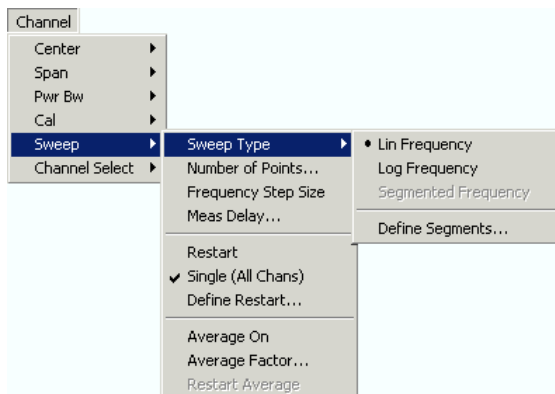 Channel
Center
Span
Pwr Bw
Cal
Sweep
Channel Select
Sweep Type
Number of Points...
Frequency Step Size
Meas Delay...
Restart
Single (All Chans)
Define Restart...
Average On
Average Factor...
Restart Average
Lin Frequency
Log Frequency
Segmented Frequency
Define Segments...